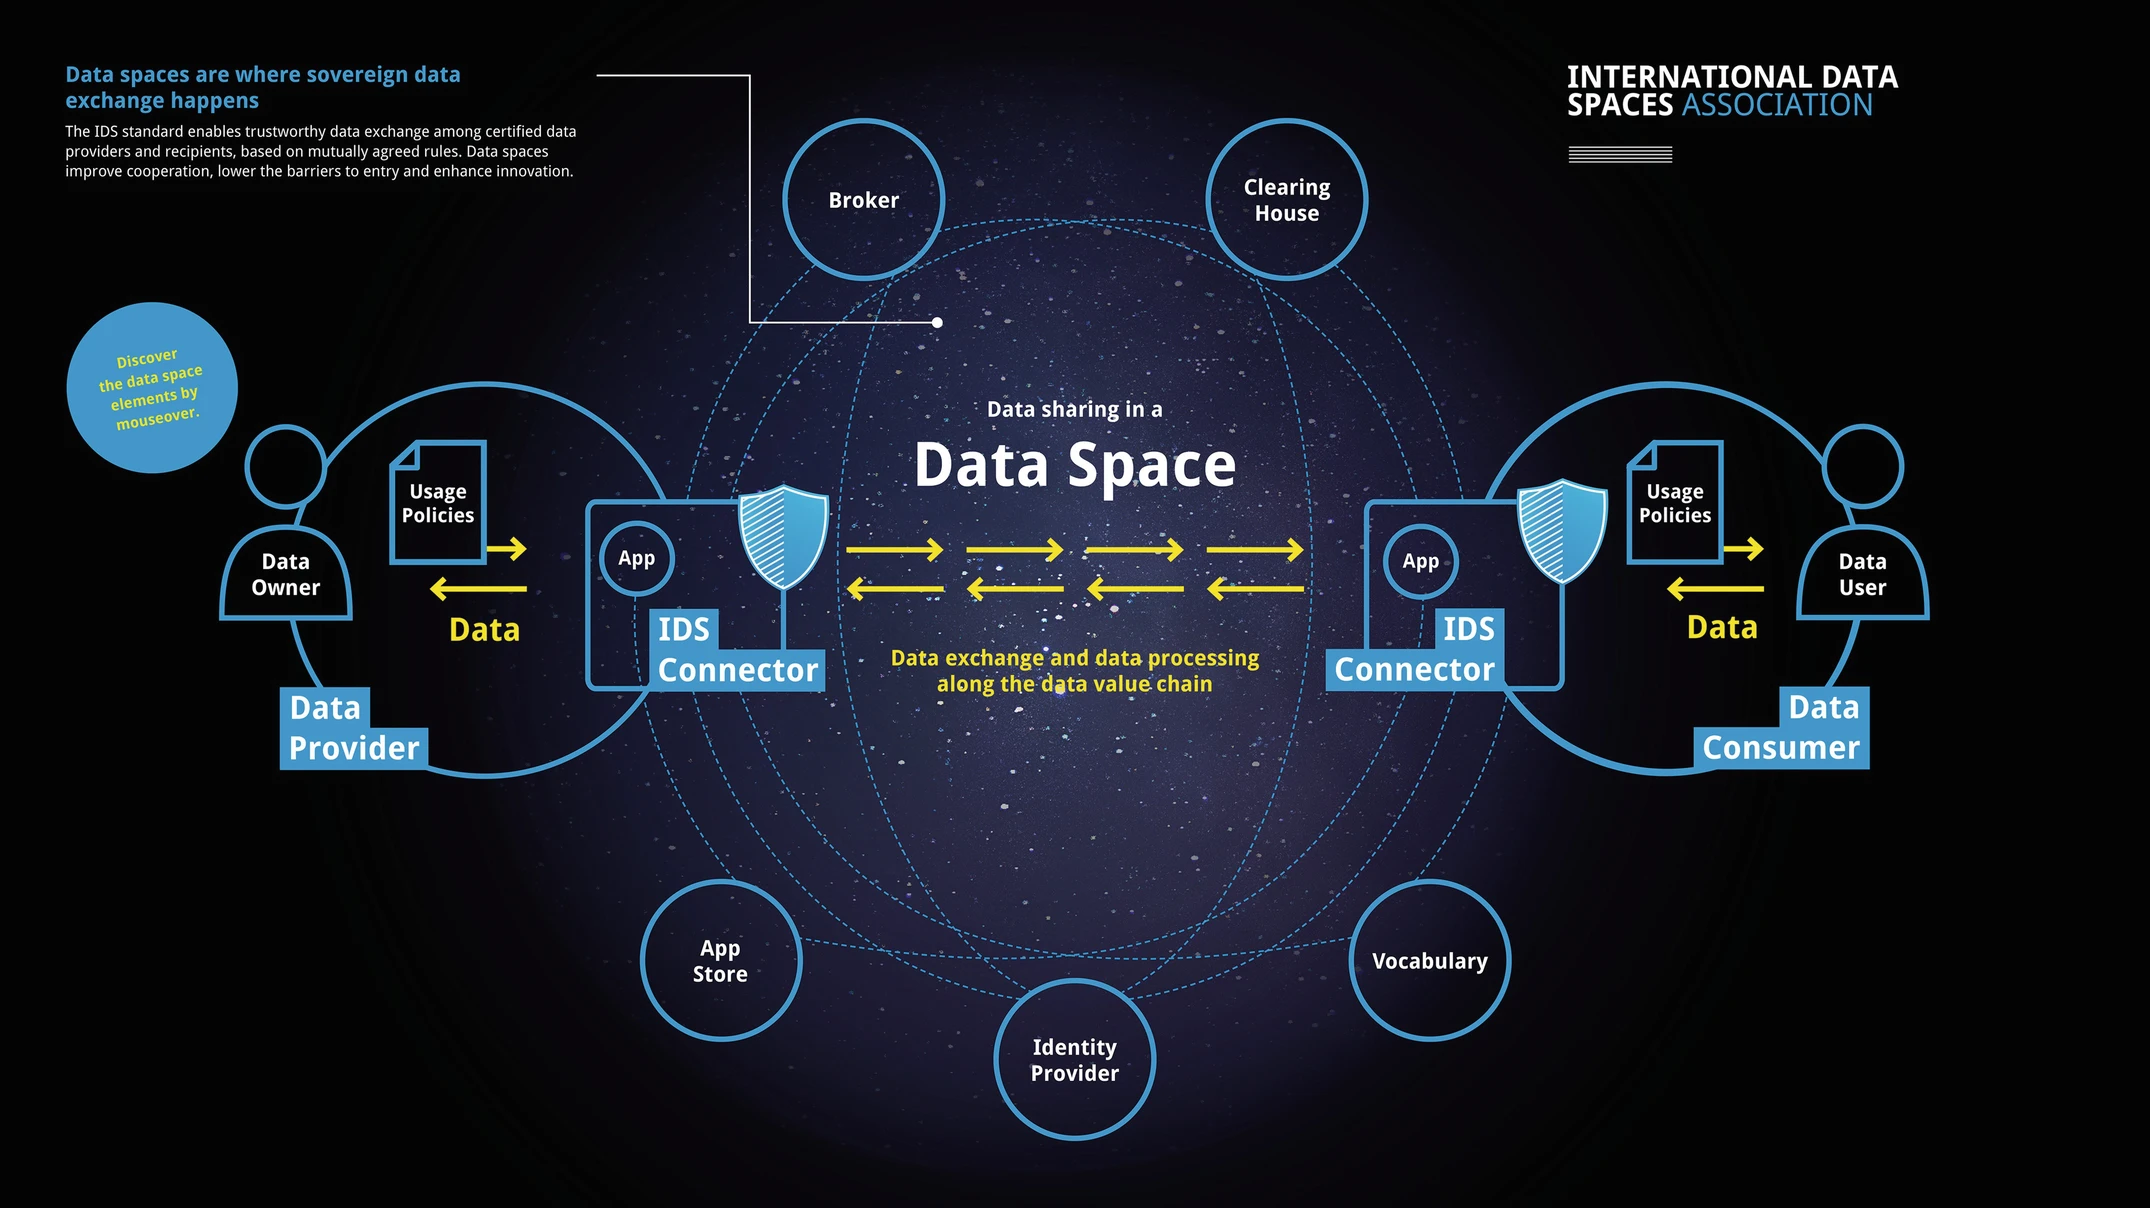 Data spaces are where sovereign data
exchange happens
The IDS standard enables trustworthy data exchange among certified data
providers and recipients, based on mutually agreed rules. Data spaces
improve cooperation, lower the barriers to entry and enhance innovation.
INTERNATIONAL DATA
SPACES ASSOCIATION
Broker
Clearing
House
Discover
the data space
elements by
mouseover.
Data sharing in a
Data Space
Usage
Policies
Data
Owner
Data
App
IDS
Connector
Data
Provider
Data exchange and data processing
along the data value chain
App
IDS
Connector
Usage
Policies
Data
User
Data
Data
Consumer
App
Store
Identity
Provider
Vocabulary